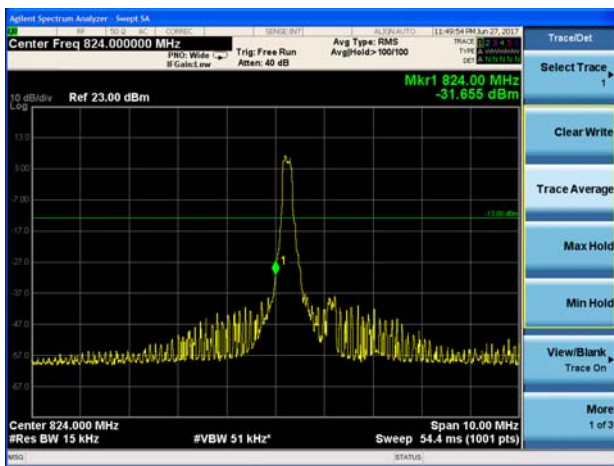 Agilent Spectrum Analyzer - Swept SA
RF 50 Ω AC CORREC SENSE:INT ALIGN AUTO 11:49:54 PM Jun 27, 2017
Center Freq 824.000000 MHz
PNO: Wide Trig: Free Run Avg Type: RMS TRACE 1 2 3 4 5 6
IFGain:Low Atten: 40 dB Avg|Hold>100/100 TYPE
DET A N N N N N
Mkr1 824.00 MHz
-31.655 dBm
10 dB/div Ref 23.00 dBm
Log
13.0
3.00
-7.00
-13.00 dBm
-17.0
-27.0
1
-37.0
-47.0
-57.0
-67.0
Center 824.000 MHz Span 10.00 MHz
#Res BW 15 kHz #VBW 51 kHz* Sweep 54.4 ms (1001 pts)
MSG STATUS
Trace/Det
Select Trace
1
Clear Write
Trace Average
Max Hold
Min Hold
View/Blank
Trace On
More
1 of 3